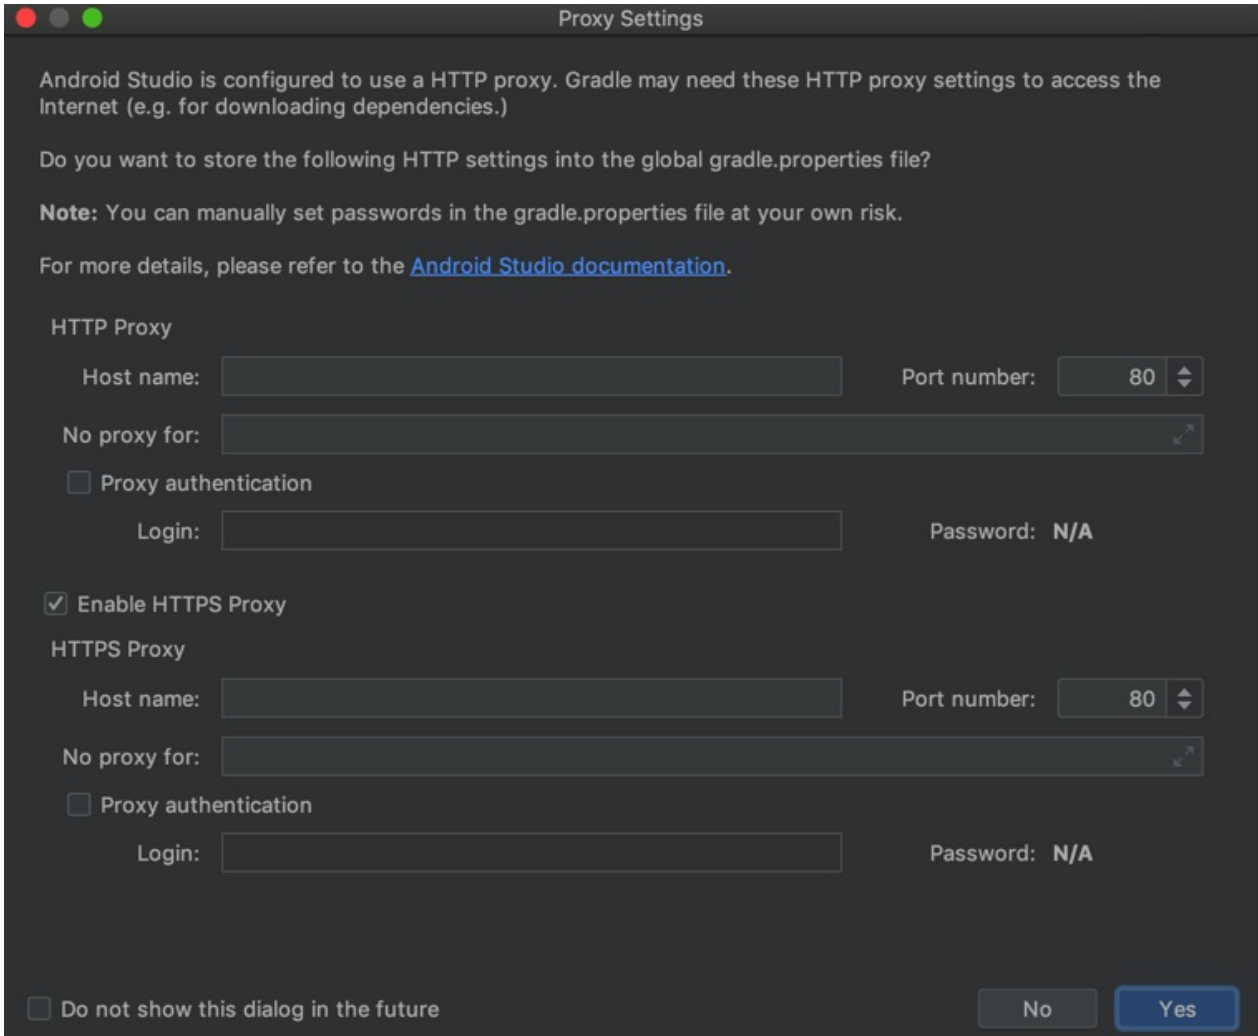 Proxy Settings
Android Studio is configured to use a HTTP proxy. Gradle may need these HTTP proxy settings to access the
Internet (e.g. for downloading dependencies.)
Do you want to store the following HTTP settings into the global gradle.properties file?
Note: You can manually set passwords in the gradle.properties file at your own risk.
For more details, please refer to the Android Studio documentation.
HTTP Proxy
Host name: Port number: 80
No proxy for:
Proxy authentication
Login: Password: N/A
Enable HTTPS Proxy
HTTPS Proxy
Host name: Port number: 80
No proxy for:
Proxy authentication
Login: Password: N/A
Do not show this dialog in the future No Yes